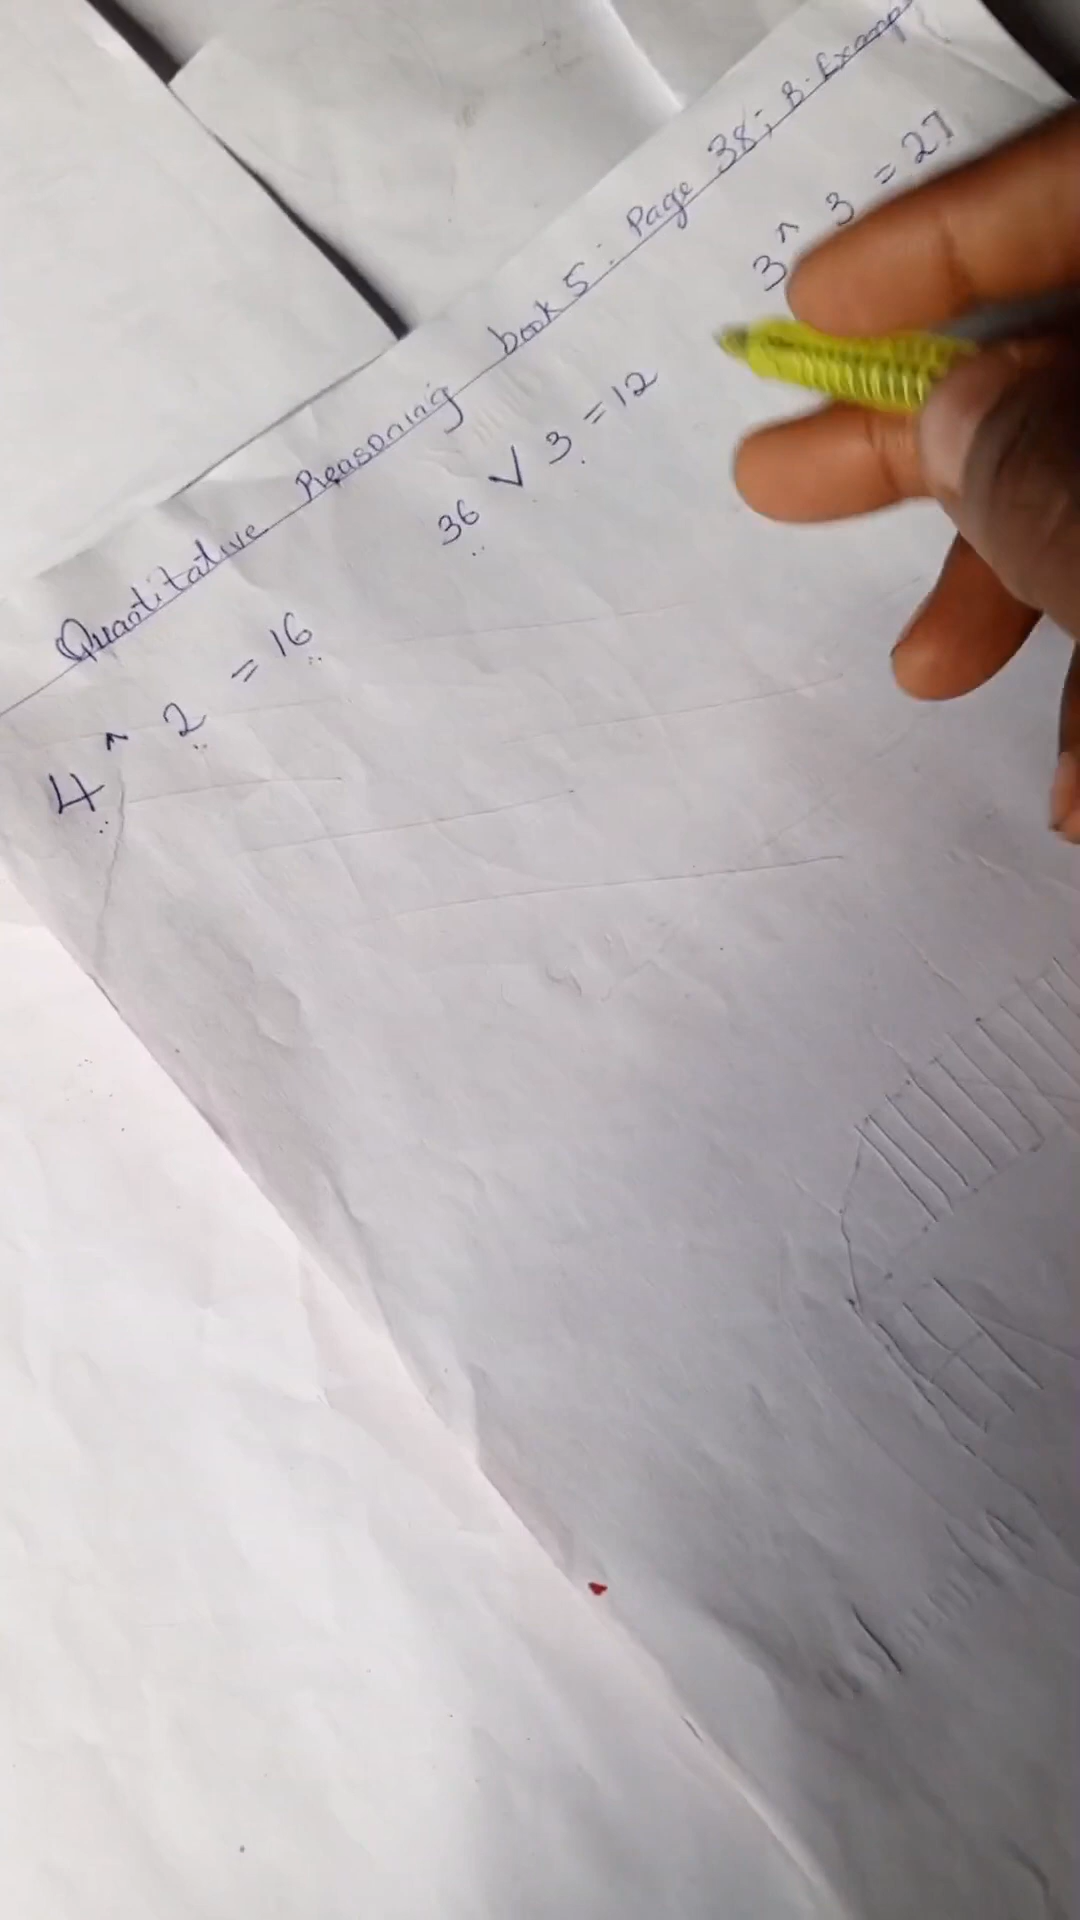 Quantitative Reasoning book 5: Page 38; B. Examp
4 ^ 2 = 16
36 V 3 = 12
3 ^ 3 = 27